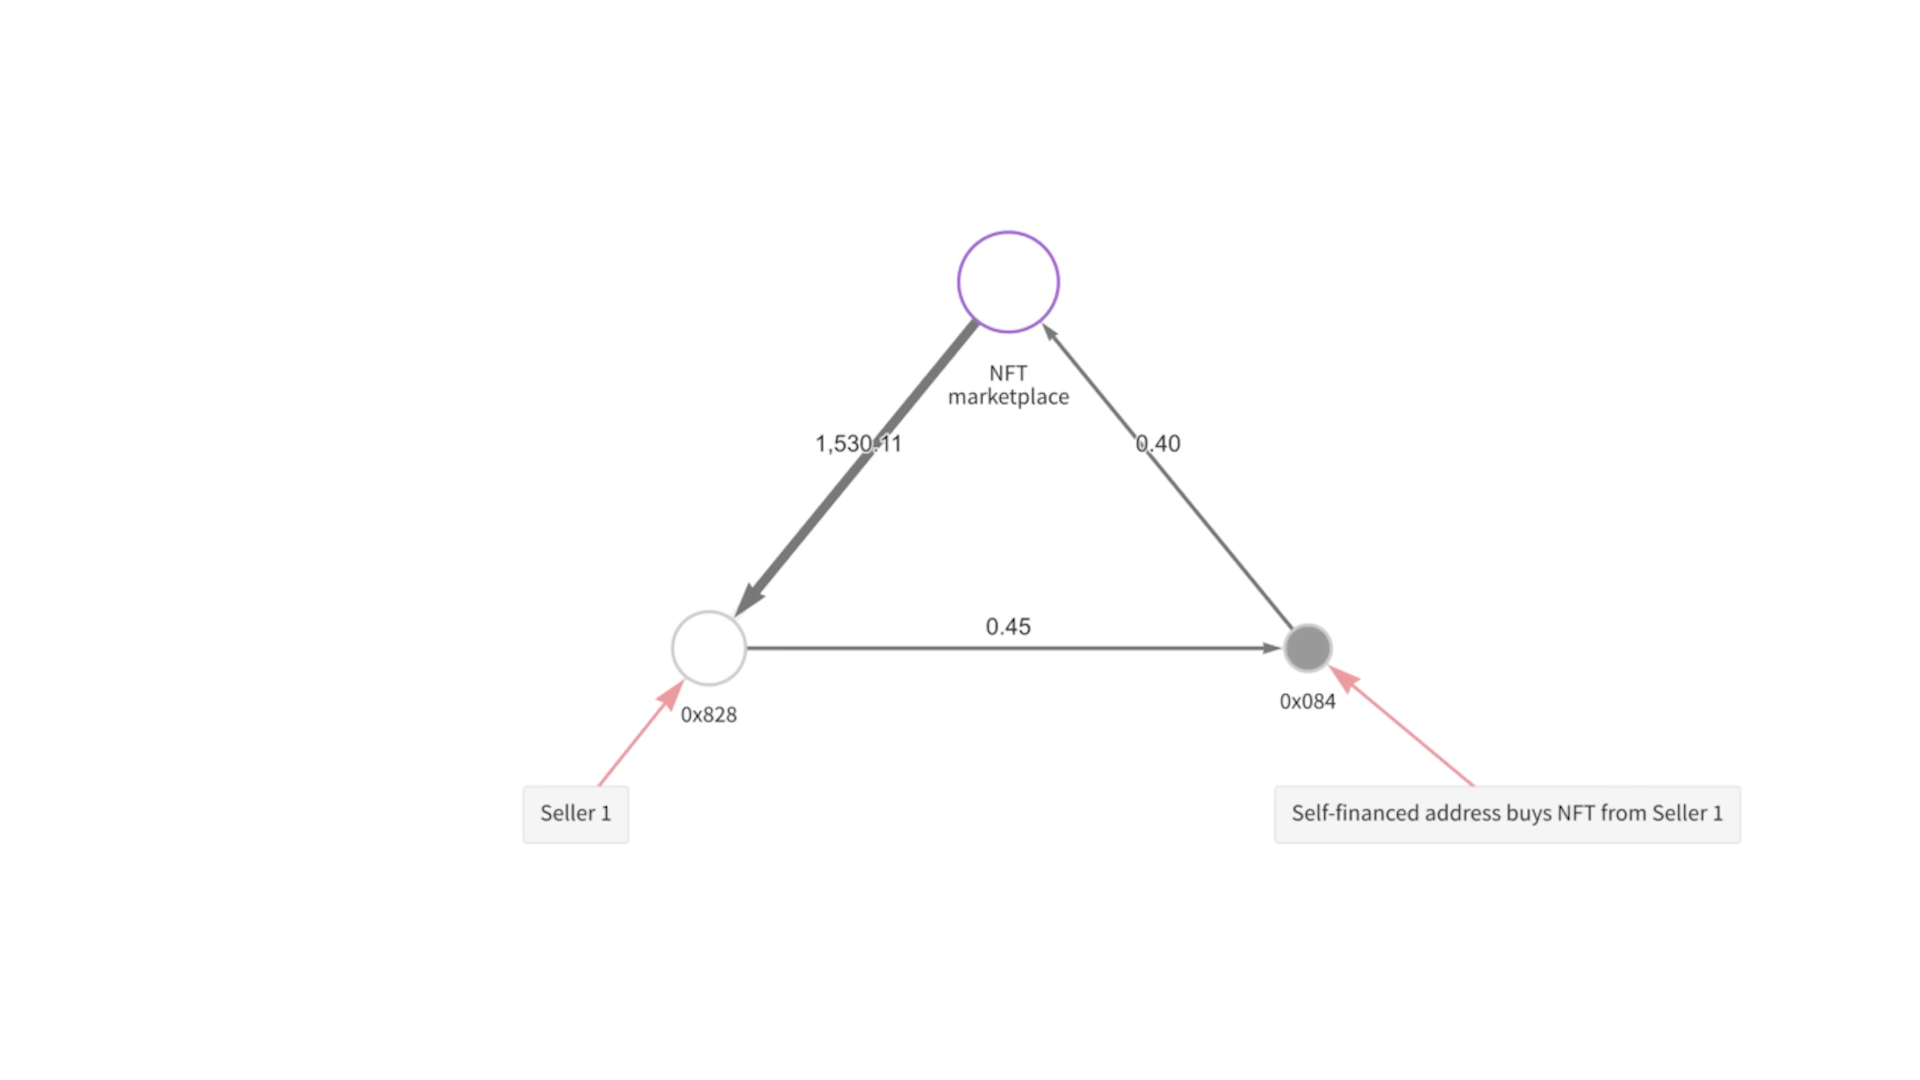 NFT
marketplace
1,530.11
0.40
0.45
0x828
0x084
Seller 1
Self-financed address buys NFT from Seller 1